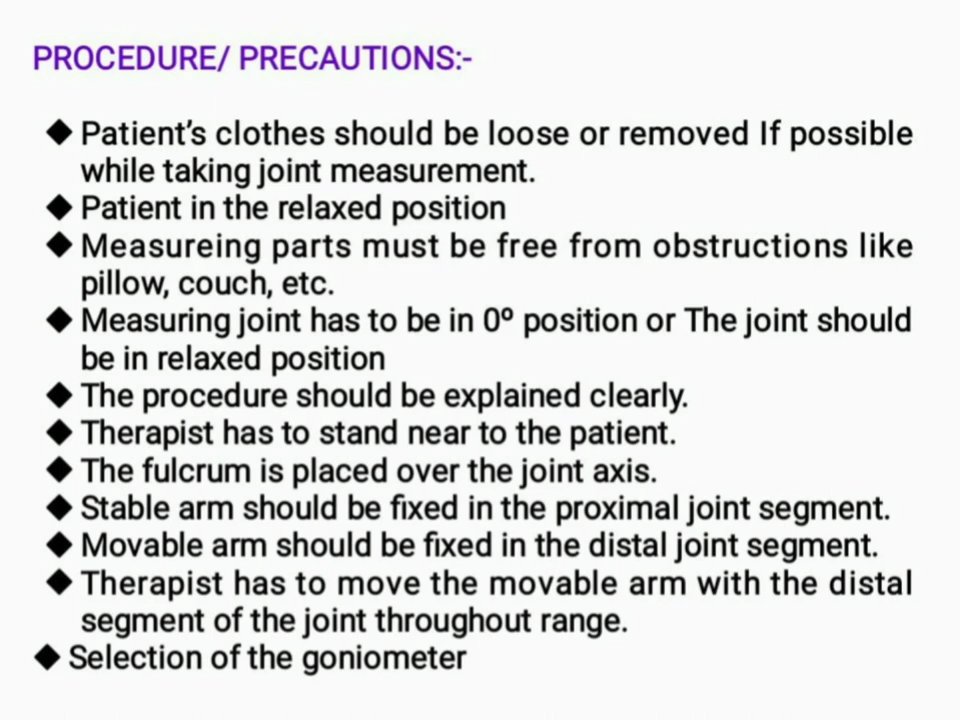 PROCEDURE/ PRECAUTIONS:-
◆ Patient’s clothes should be loose or removed If possible
while taking joint measurement.
◆ Patient in the relaxed position
◆ Measureing parts must be free from obstructions like
pillow, couch, etc.
◆ Measuring joint has to be in 0º position or The joint should
be in relaxed position
◆ The procedure should be explained clearly.
◆ Therapist has to stand near to the patient.
◆ The fulcrum is placed over the joint axis.
◆ Stable arm should be fixed in the proximal joint segment.
◆ Movable arm should be fixed in the distal joint segment.
◆ Therapist has to move the movable arm with the distal
segment of the joint throughout range.
◆ Selection of the goniometer